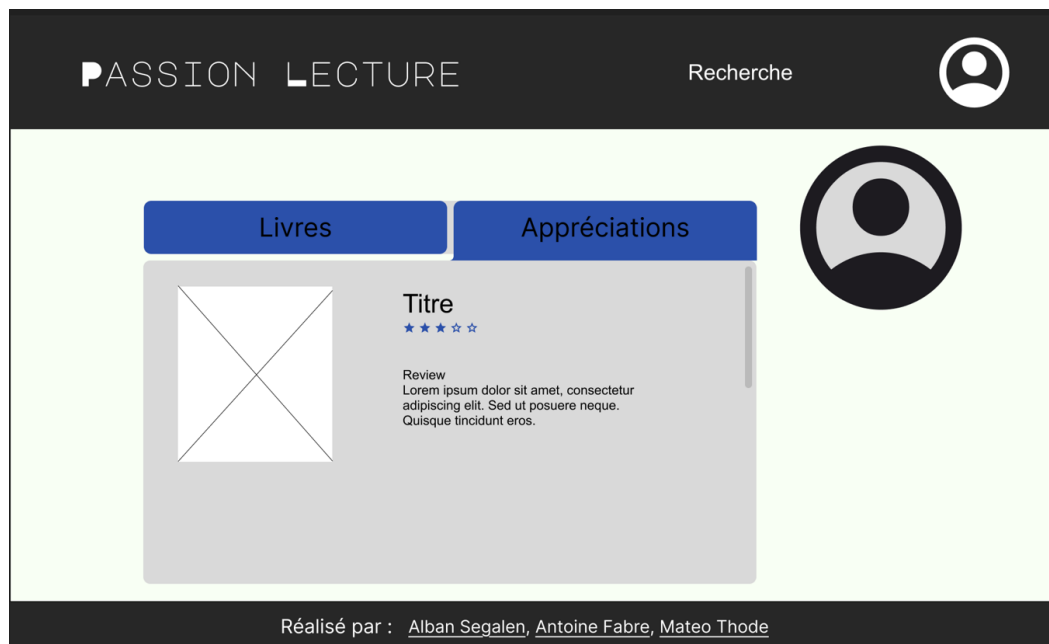 PASSION LECTURE
Recherche
Livres
Appréciations
Titre
Review
Lorem ipsum dolor sit amet, consectetur
adipiscing elit. Sed ut posuere neque.
Quisque tincidunt eros.
Réalisé par : Alban Segalen, Antoine Fabre, Mateo Thode